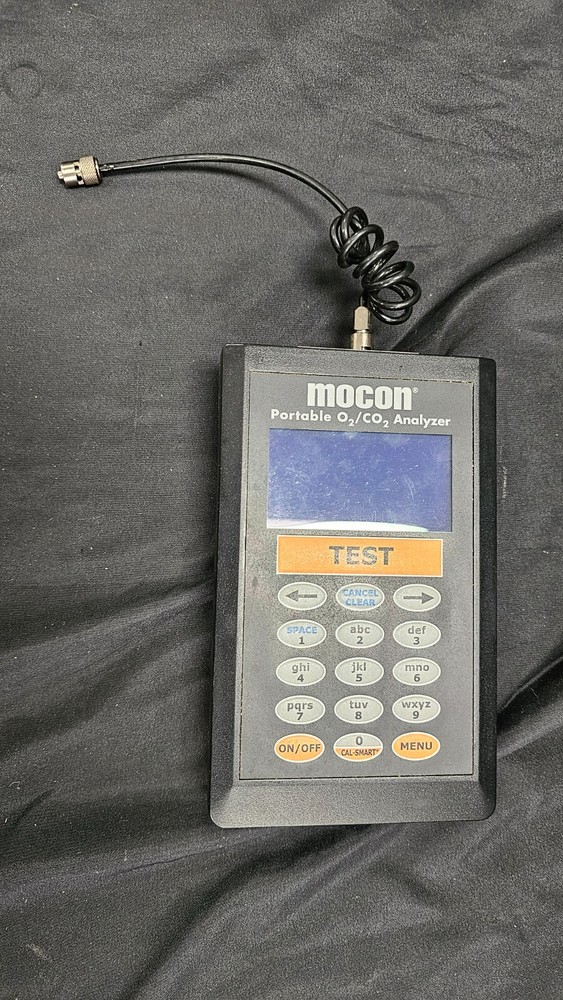 mocon®
Portable O₂/CO₂ Analyzer
TEST
CANCEL
CLEAR
SPACE abc def
1 2 3
ghi jkl mno
4 5 6
pqrs tuv wxyz
7 8 9
ON/OFF 0 MENU
CAL-SMART